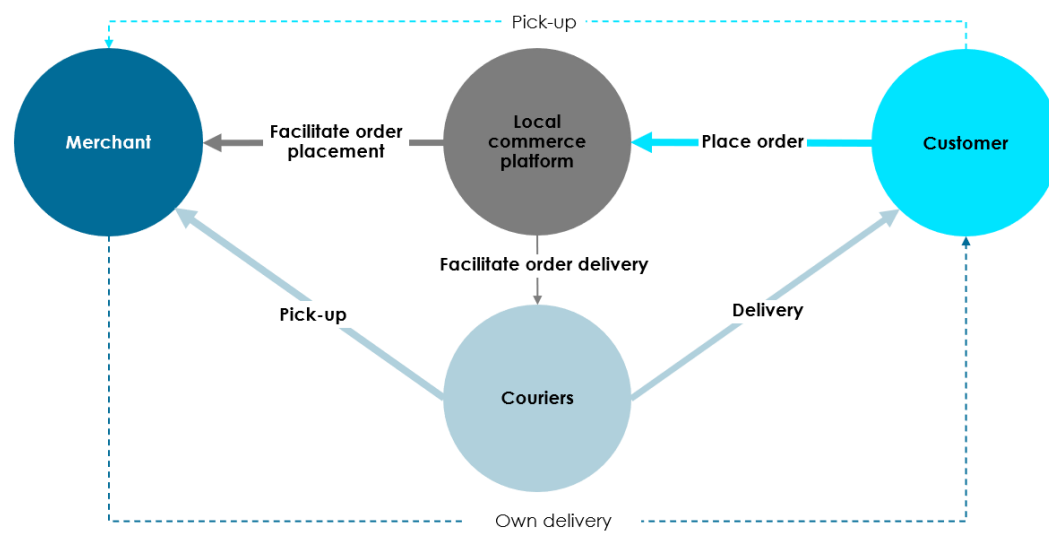 Pick-up
Merchant
Facilitate order
placement
Local
commerce
platform
Place order
Customer
Facilitate order delivery
Pick-up
Delivery
Couriers
Own delivery